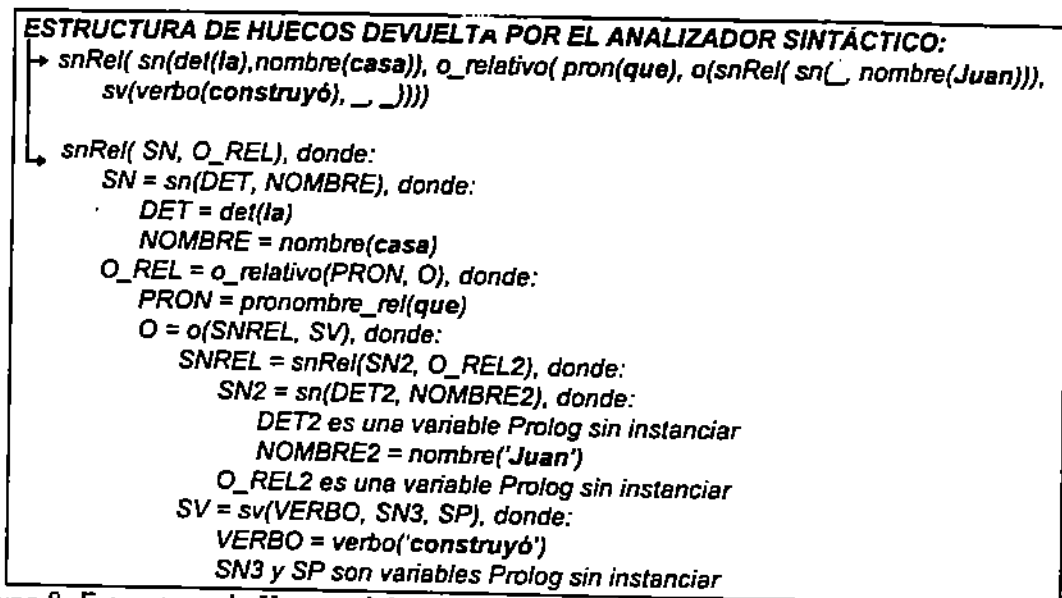 ESTRUCTURA DE HUECOS DEVUELTA POR EL ANALIZADOR SINTÁCTICO:
snRel( sn(det(la),nombre(casa)), o_relativo( pron(que), o(snRel( sn(_, nombre(Juan))),
sv(verbo(construyó), _, _))))
snRel( SN, O_REL), donde:
SN = sn(DET, NOMBRE), donde:
DET = det(la)
NOMBRE = nombre(casa)
O_REL = o_relativo(PRON, O), donde:
PRON = pronombre_rel(que)
O = o(SNREL, SV), donde:
SNREL = snRel(SN2, O_REL2), donde:
SN2 = sn(DET2, NOMBRE2), donde:
DET2 es una variable Prolog sin instanciar
NOMBRE2 = nombre('Juan')
O_REL2 es una variable Prolog sin instanciar
SV = sv(VERBO, SN3, SP), donde:
VERBO = verbo('construyó')
SN3 y SP son variables Prolog sin instanciar